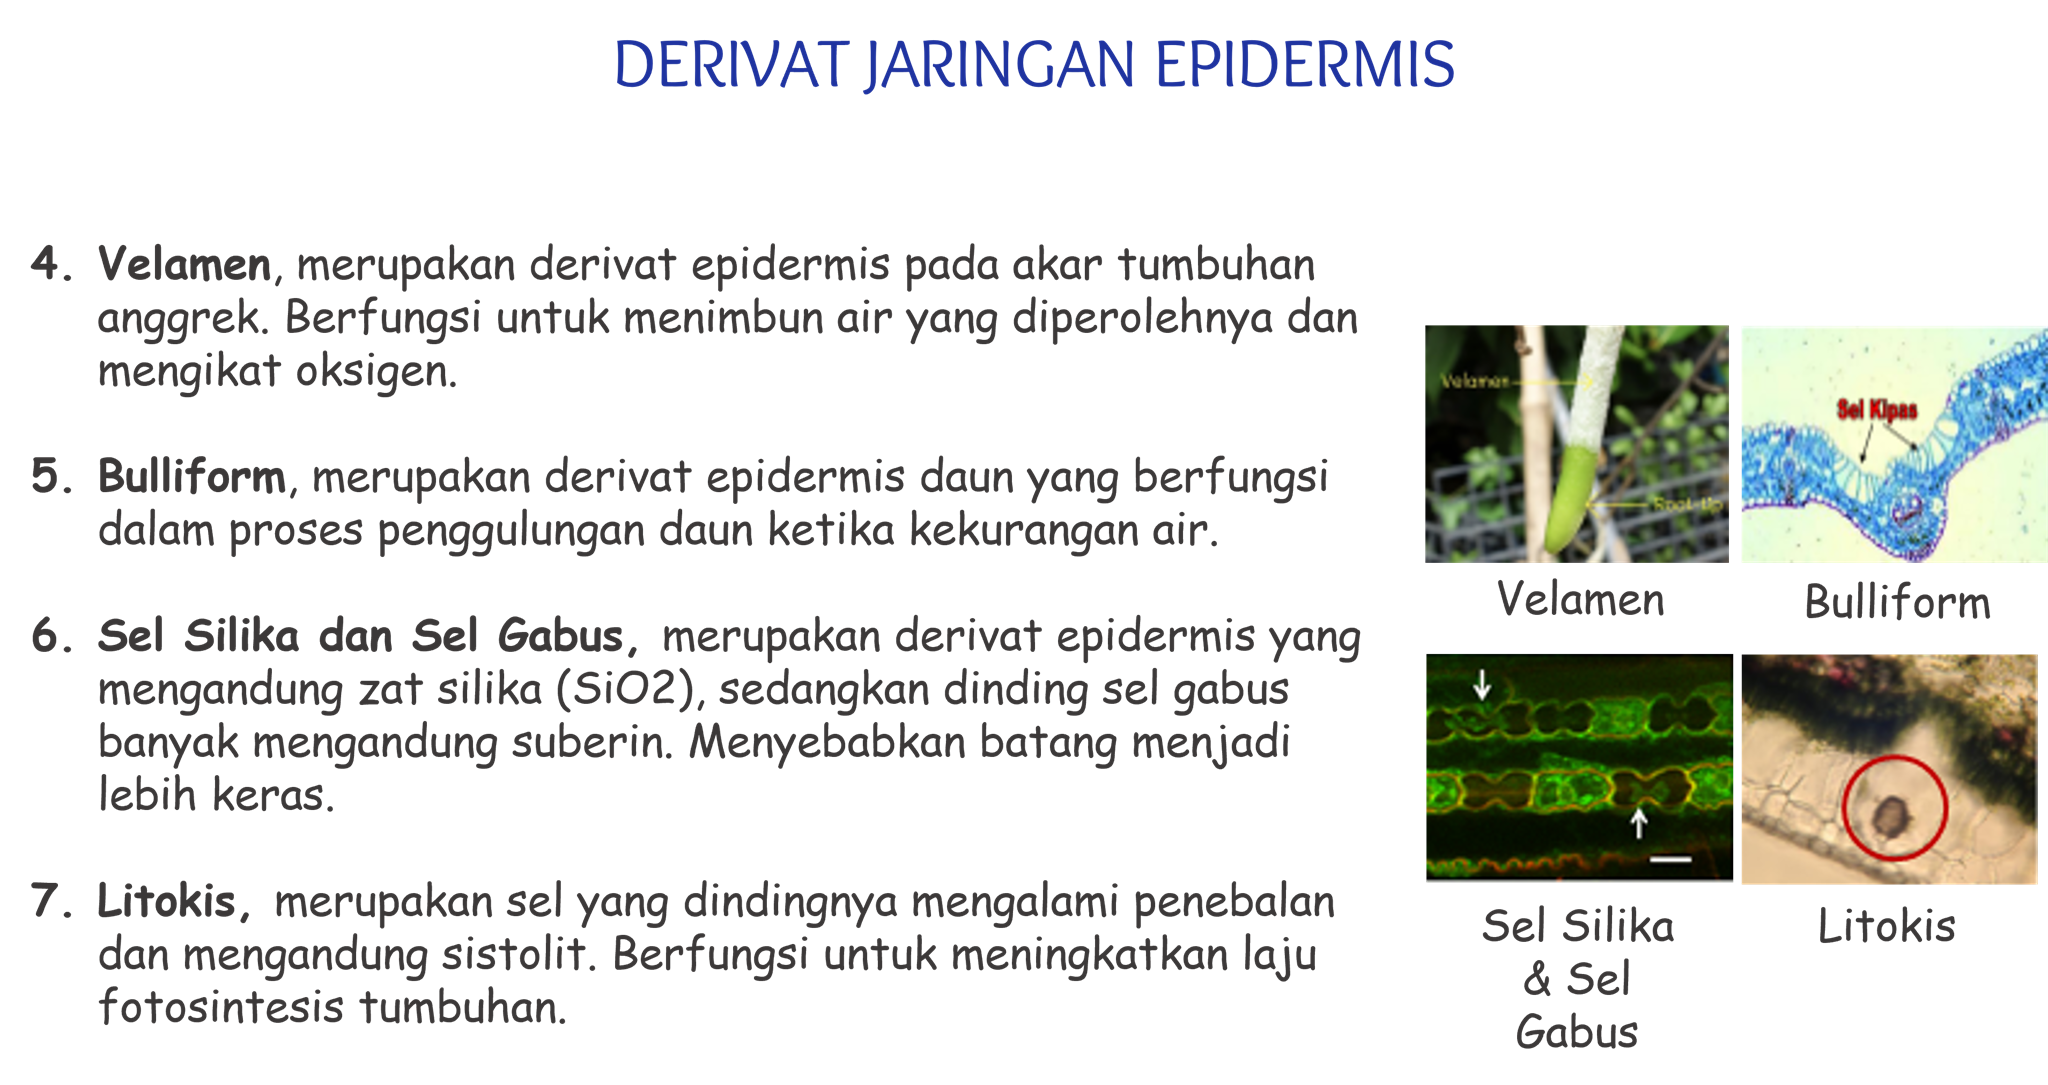 DERIVAT JARINGAN EPIDERMIS
4. Velamen, merupakan derivat epidermis pada akar tumbuhan
anggrek. Berfungsi untuk menimbun air yang diperolehnya dan
mengikat oksigen.
5. Bulliform, merupakan derivat epidermis daun yang berfungsi
dalam proses penggulungan daun ketika kekurangan air.
6. Sel Silika dan Sel Gabus, merupakan derivat epidermis yang
mengandung zat silika (SiO2), sedangkan dinding sel gabus
banyak mengandung suberin. Menyebabkan batang menjadi
lebih keras.
7. Litokis, merupakan sel yang dindingnya mengalami penebalan
dan mengandung sistolit. Berfungsi untuk meningkatkan laju
fotosintesis tumbuhan.
Velamen
Root-tip
Sel Kipas
Velamen
Bulliform
Sel Silika
& Sel
Gabus
Litokis